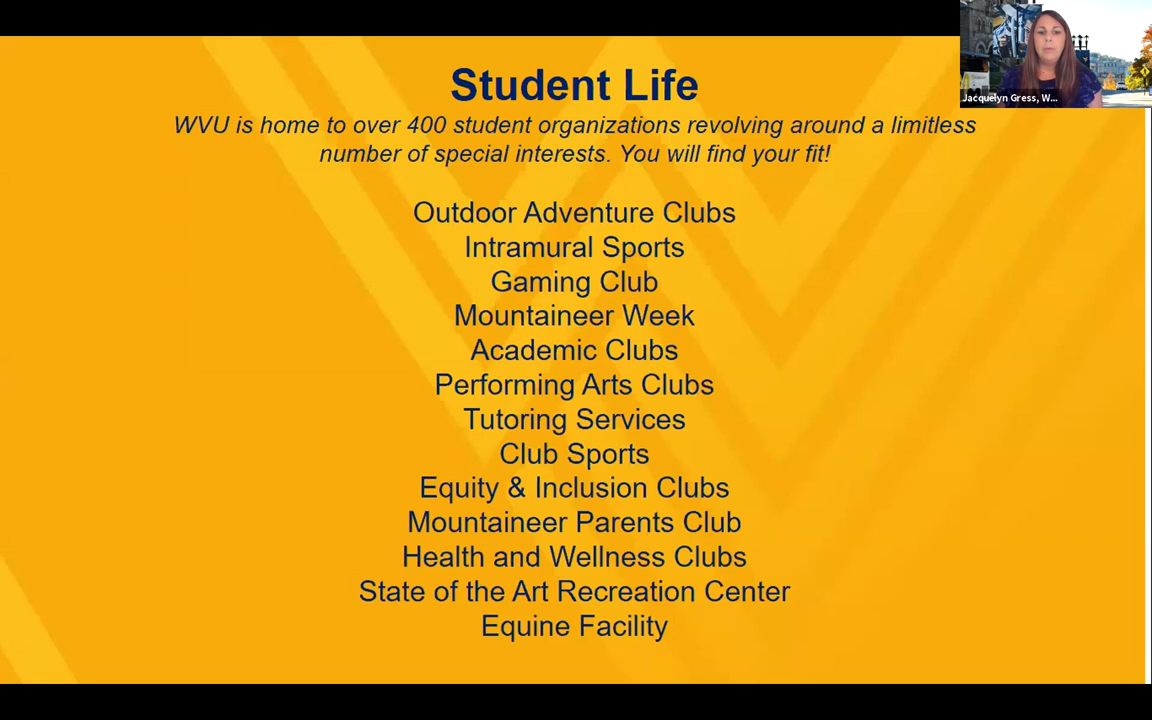 Student Life
WVU is home to over 400 student organizations revolving around a limitless
number of special interests. You will find your fit!
Outdoor Adventure Clubs
Intramural Sports
Gaming Club
Mountaineer Week
Academic Clubs
Performing Arts Clubs
Tutoring Services
Club Sports
Equity & Inclusion Clubs
Mountaineer Parents Club
Health and Wellness Clubs
State of the Art Recreation Center
Equine Facility
Jacquelyn Gress, W...